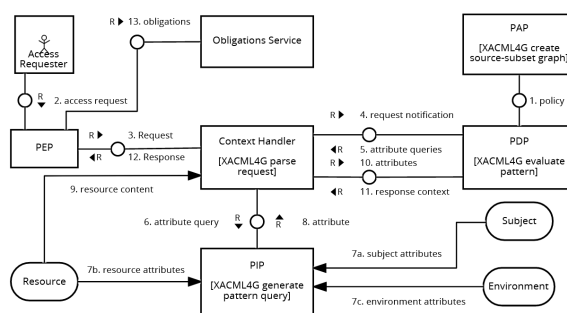 R ▶ 13. obligations
Access
Requester
Obligations Service
PAP
[XACML4G create
source-subset graph]
R
▼
2. access request
1. policy
PEP
R ▶
3. Request
◀R
12. Response
Context Handler
[XACML4G parse
request]
R ▶
4. request notification
◀R
5. attribute queries
R ▶
10. attributes
◀R
11. response context
PDP
[XACML4G evaluate
pattern]
9. resource content
6. attribute query
R
▼
▲
R
8. attribute
Subject
7a. subject attributes
Resource
7b. resource attributes
PIP
[XACML4G generate
pattern query]
Environment
7c. environment attributes